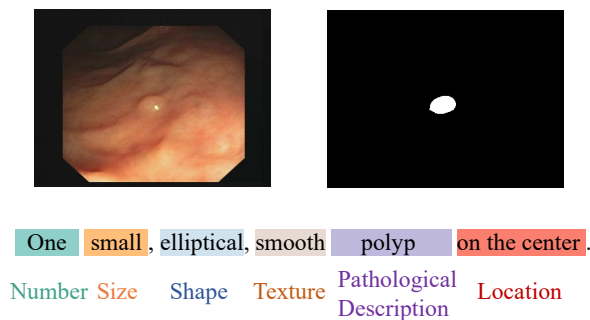 One small , elliptical, smooth polyp on the center .
Number Size Shape Texture Pathological Description Location